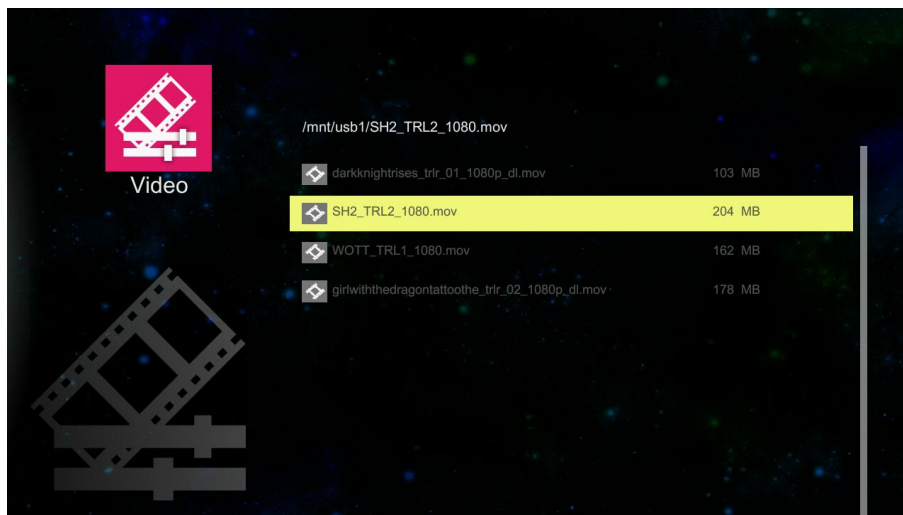 /mnt/usb1/SH2_TRL2_1080.mov
Video
darkknightrises_trlr_01_1080p_dl.mov 103 MB
SH2_TRL2_1080.mov 204 MB
WOTT_TRL1_1080.mov 162 MB
girlwiththedragontattoothe_trlr_02_1080p_dl.mov 178 MB